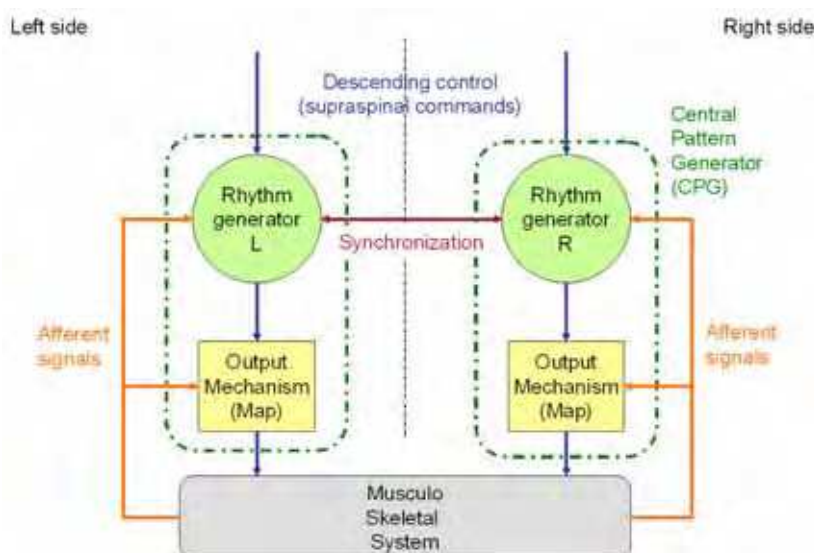 Left side
Right side
Descending control
(supraspinal commands)
Central
Pattern
Generator
(CPG)
Rhythm
generator
L
Rhythm
generator
R
Synchronization
Afferent
signals
Afferent
signals
Output
Mechanism
(Map)
Output
Mechanism
(Map)
Musculo
Skeletal
System